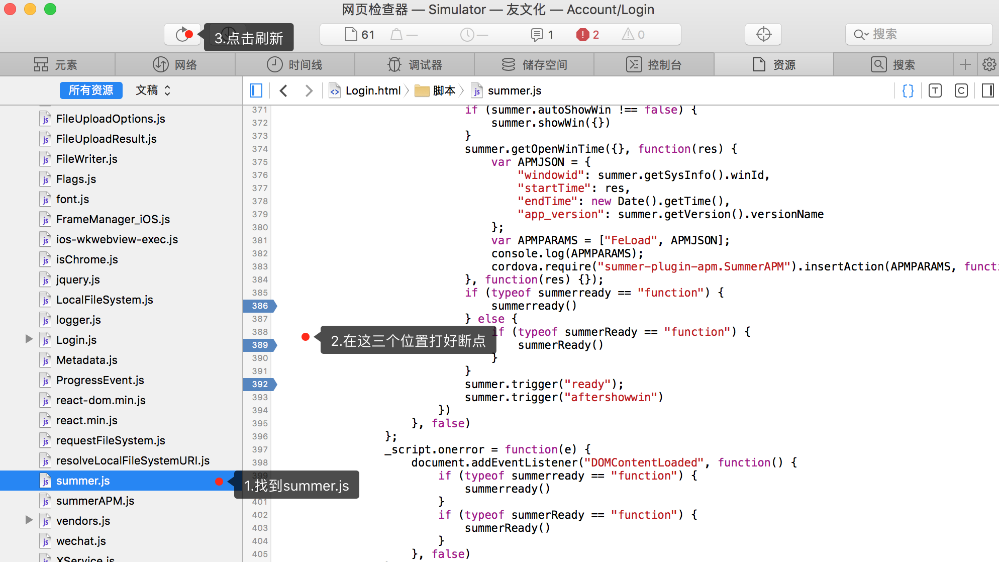 网页检查器 — Simulator — 友文化 — Account/Login
3.点击刷新
61 — — 1 2 0
搜索
元素 网络 时间线 调试器 储存空间 控制台 资源 搜索
所有资源 文稿
Login.html 脚本 summer.js
FileUploadOptions.js
FileUploadResult.js
FileWriter.js
Flags.js
font.js
FrameManager_iOS.js
ios-wkwebview-exec.js
isChrome.js
jquery.js
LocalFileSystem.js
logger.js
Login.js
Metadata.js
ProgressEvent.js
react-dom.min.js
react.min.js
requestFileSystem.js
resolveLocalFileSystemURI.js
summer.js
1.找到summer.js
summerAPM.js
vendors.js
wechat.js
XService.js
371 if (summer.autoShowWin !== false) {
372 summer.showWin({})
373 }
374 summer.getOpenWinTime({}, function(res) {
375 var APMJSON = {
376 "windowid": summer.getSysInfo().winId,
377 "startTime": res,
378 "endTime": new Date().getTime(),
379 "app_version": summer.getVersion().versionName
380 };
381 var APMPARAMS = ["FeLoad", APMJSON];
382 console.log(APMPARAMS);
383 cordova.require("summer-plugin-apm.SummerAPM").insertAction(APMPARAMS, functi
384 }, function(res) {});
385 if (typeof summerready == "function") {
386 summerready()
387 } else {
388 if (typeof summerReady == "function") {
2.在这三个位置打好断点
389 summerReady()
390 }
391 }
392 summer.trigger("ready");
393 summer.trigger("aftershowwin")
394 })
395 }, false)
396 };
397 _script.onerror = function(e) {
398 document.addEventListener("DOMContentLoaded", function() {
399 if (typeof summerready == "function") {
summerready()
401 }
402 if (typeof summerReady == "function") {
403 summerReady()
404 }
405 }, false)